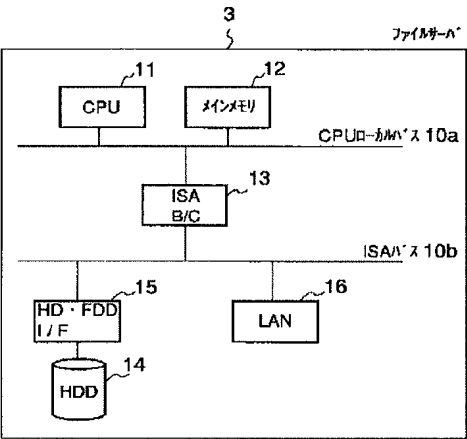 3
ファイルサーバ
11
12
CPU
メインメモリ
CPUローカルバス 10a
13
ISA
B/C
ISAバス 10b
15
16
HD・FDD
I/F
LAN
14
HDD